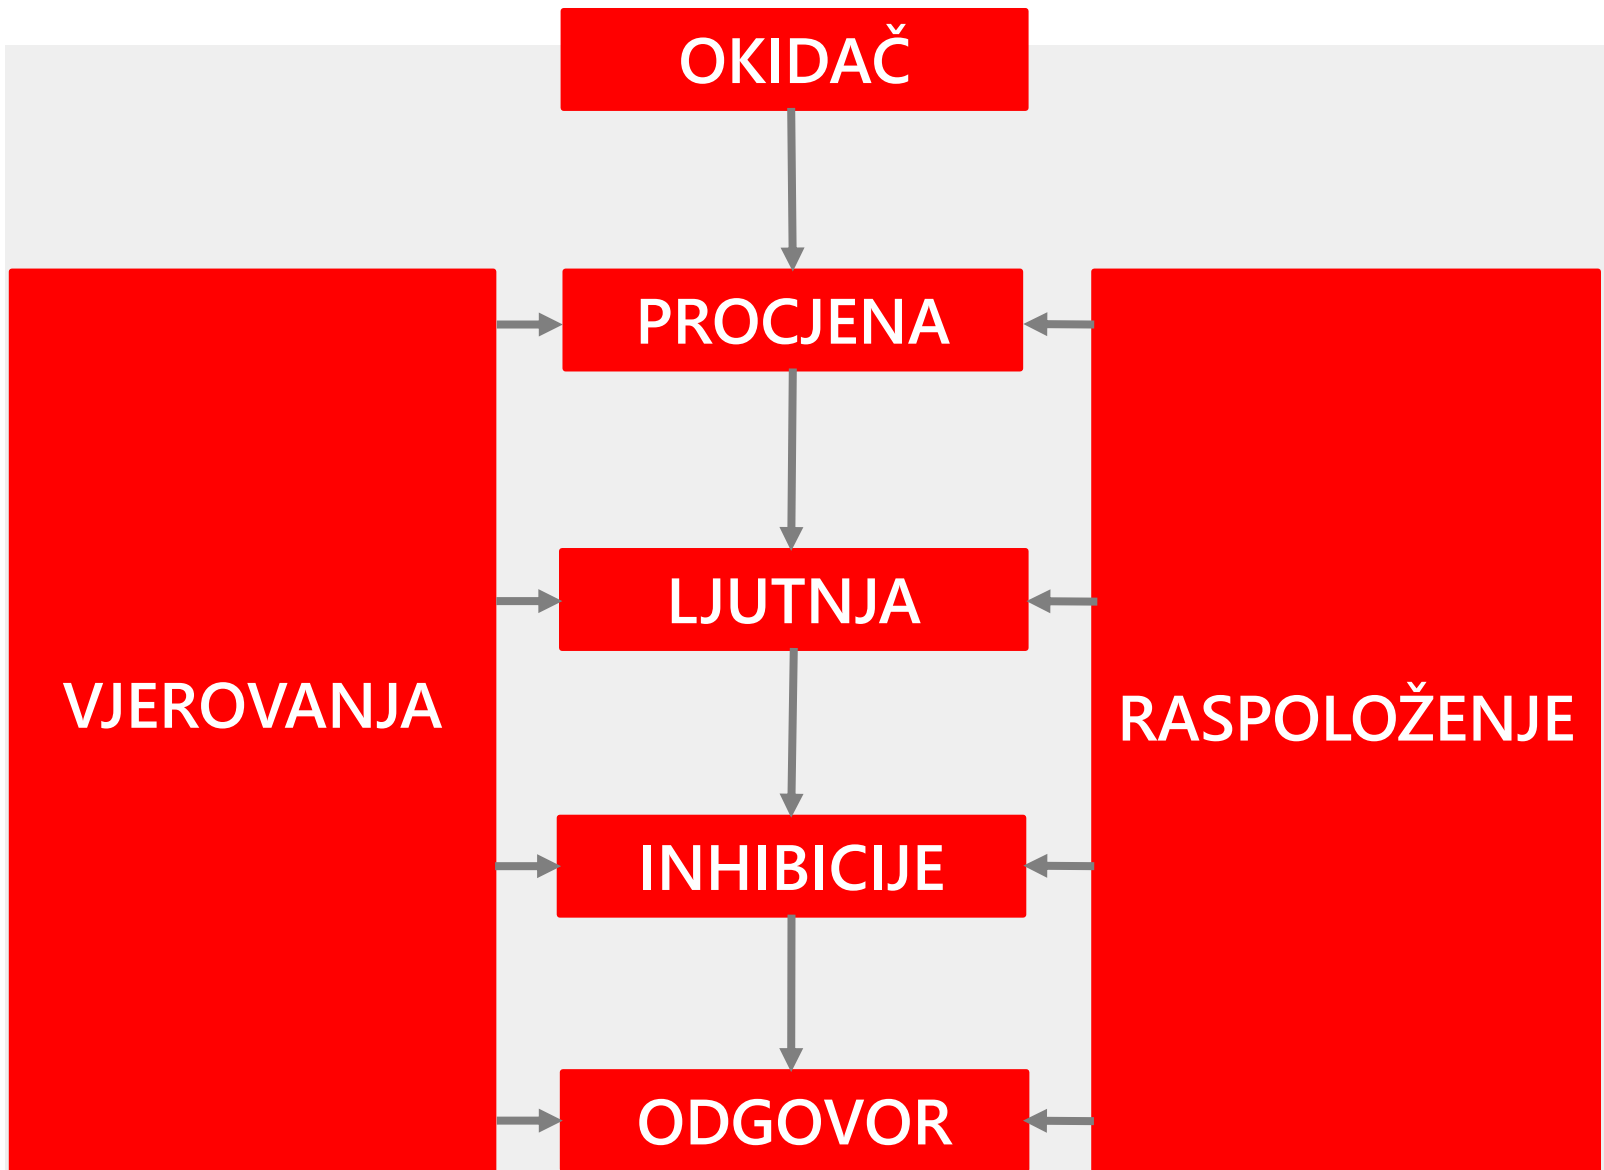 OKIDAČ
PROCJENA
LJUTNJA
VJEROVANJA
RASPOLOŽENJE
INHIBICIJE
ODGOVOR